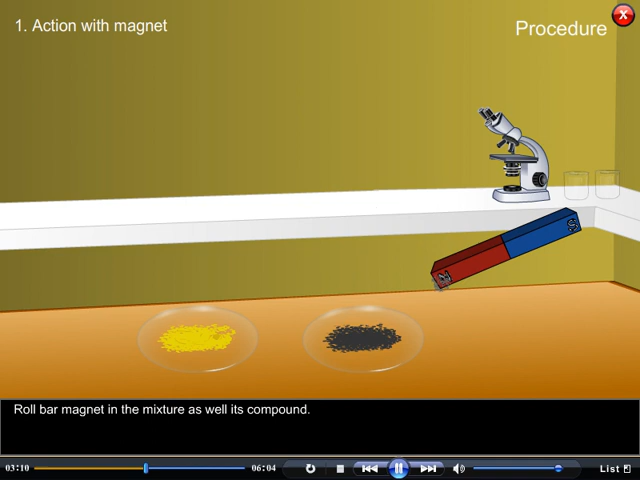 1. Action with magnet
Procedure
X
S
N
Roll bar magnet in the mixture as well its compound.
03:10
06:04
List